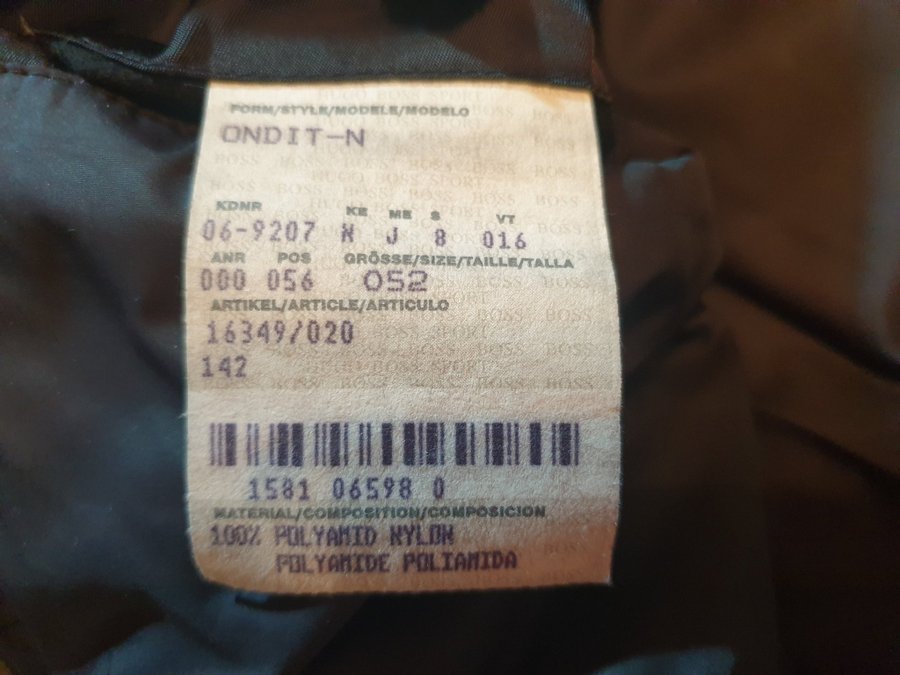 FORM/STYLE/MODELE/MODELO
ONDIT-N
KDNR KE ME S VT
06-9207 N J 8 016
ANR POS GRÖSSE/SIZE/TAILLE/TALLA
000 056 052
ARTIKEL/ARTICLE/ARTICULO
16349/020
142
1581 06598 0
MATERIAL/COMPOSITION/COMPOSICION
100% POLYAMID NYLON
POLYAMIDE POLIAMIDA